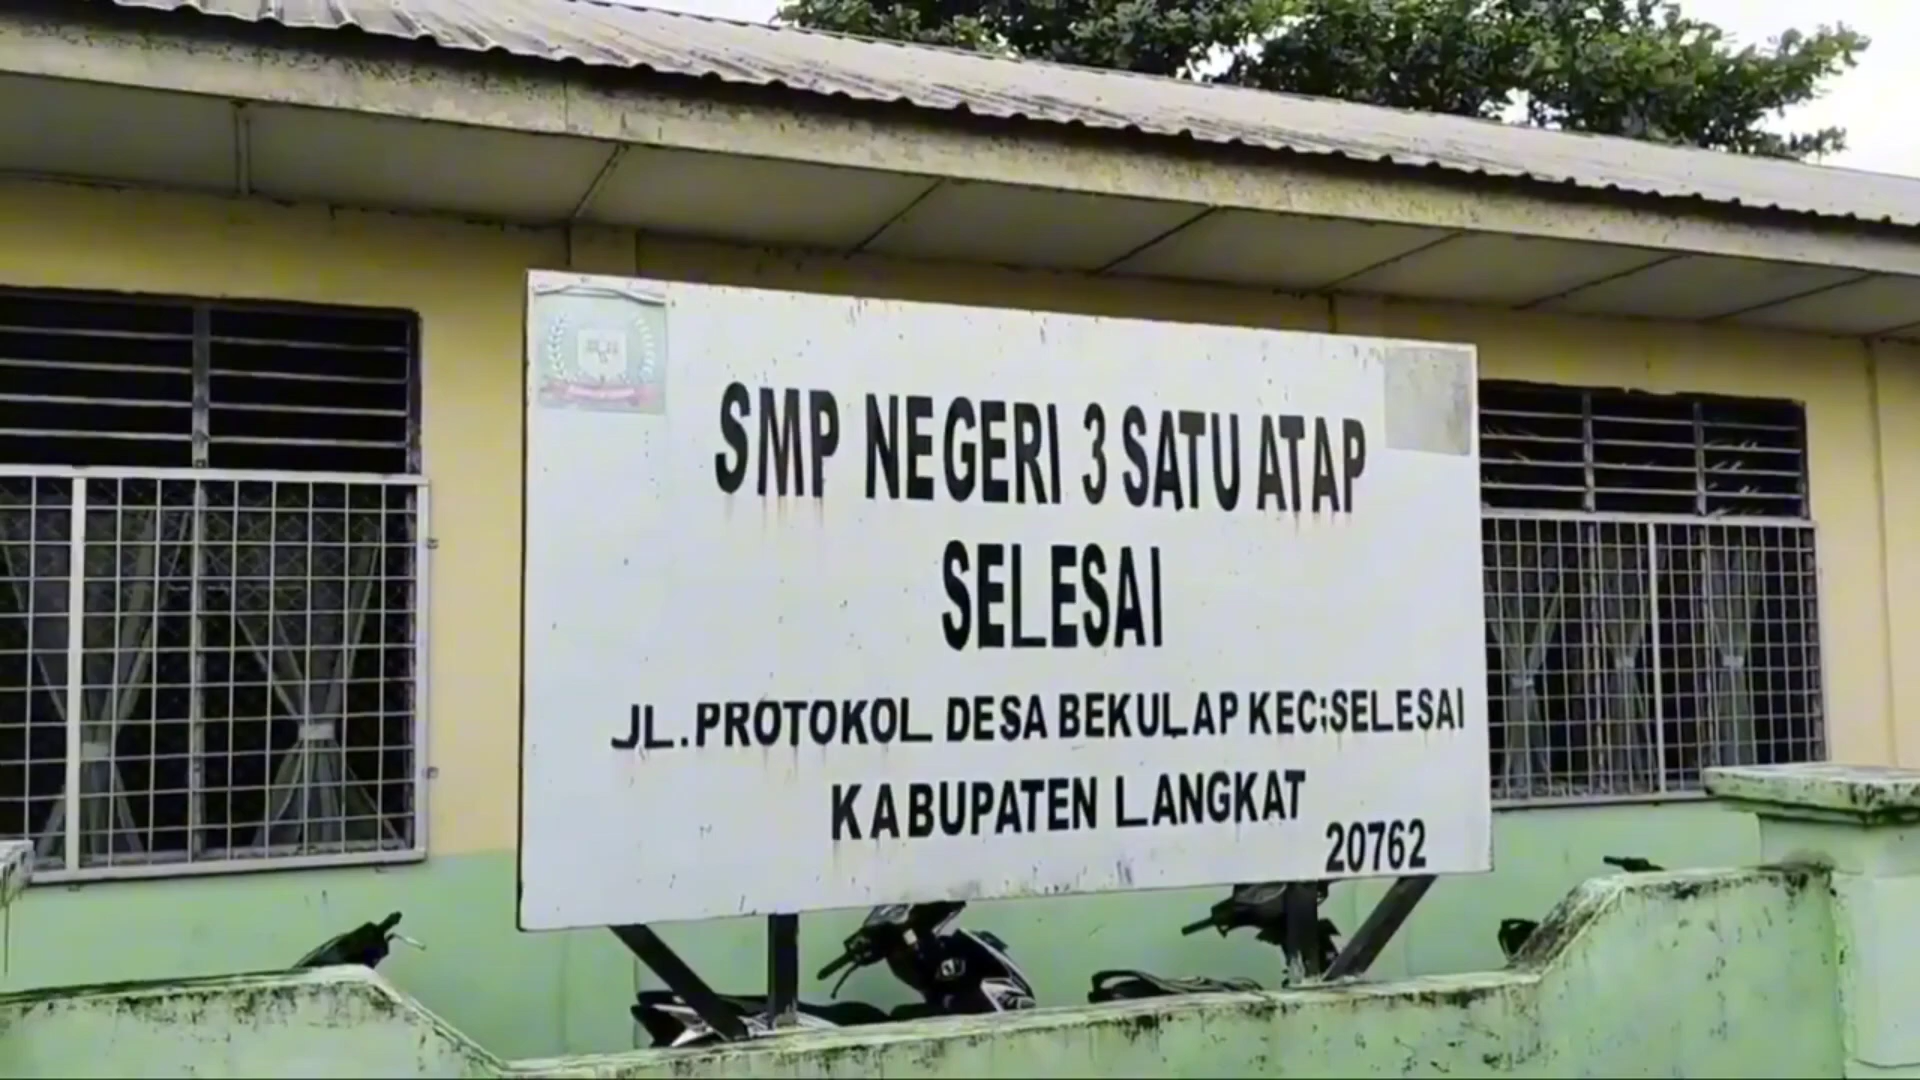 SMP NEGERI 3 SATU ATAP
SELESAI
JL.PROTOKOL DESA BEKULAP KEC:SELESAI
KABUPATEN LANGKAT
20762